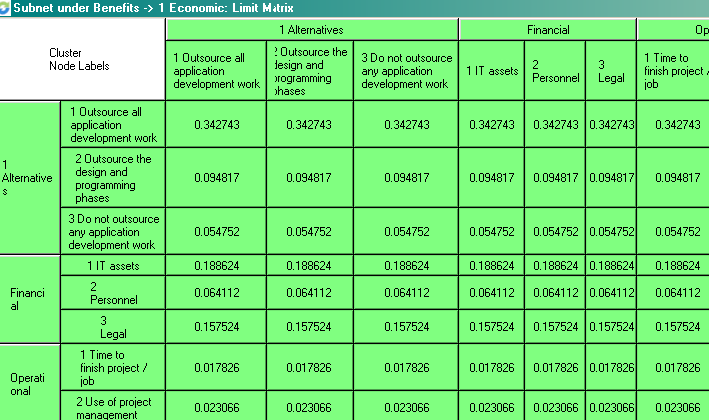 Subnet under Benefits -> 1 Economic: Limit Matrix
Cluster
Node Labels
1 Alternatives
Financial
Op
1 Outsource all
application
development work
2 Outsource the
design and
programming
phases
3 Do not outsource
any application
development work
1 IT assets
2
Personnel
3
Legal
1 Time to
finish project /
job
1
Alternative
s
1 Outsource all
application
development work
0.342743 0.342743 0.342743 0.342743 0.342743 0.342743 0.342743
2 Outsource the
design and
programming
phases
0.094817 0.094817 0.094817 0.094817 0.094817 0.094817 0.094817
3 Do not outsource
any application
development work
0.054752 0.054752 0.054752 0.054752 0.054752 0.054752 0.054752
Financi
al
1 IT assets
0.188624 0.188624 0.188624 0.188624 0.188624 0.188624 0.188624
2
Personnel
0.064112 0.064112 0.064112 0.064112 0.064112 0.064112 0.064112
3
Legal
0.157524 0.157524 0.157524 0.157524 0.157524 0.157524 0.157524
Operati
onal
1 Time to
finish project /
job
0.017826 0.017826 0.017826 0.017826 0.017826 0.017826 0.017826
2 Use of project
management
0.023066 0.023066 0.023066 0.023066 0.023066 0.023066 0.023066